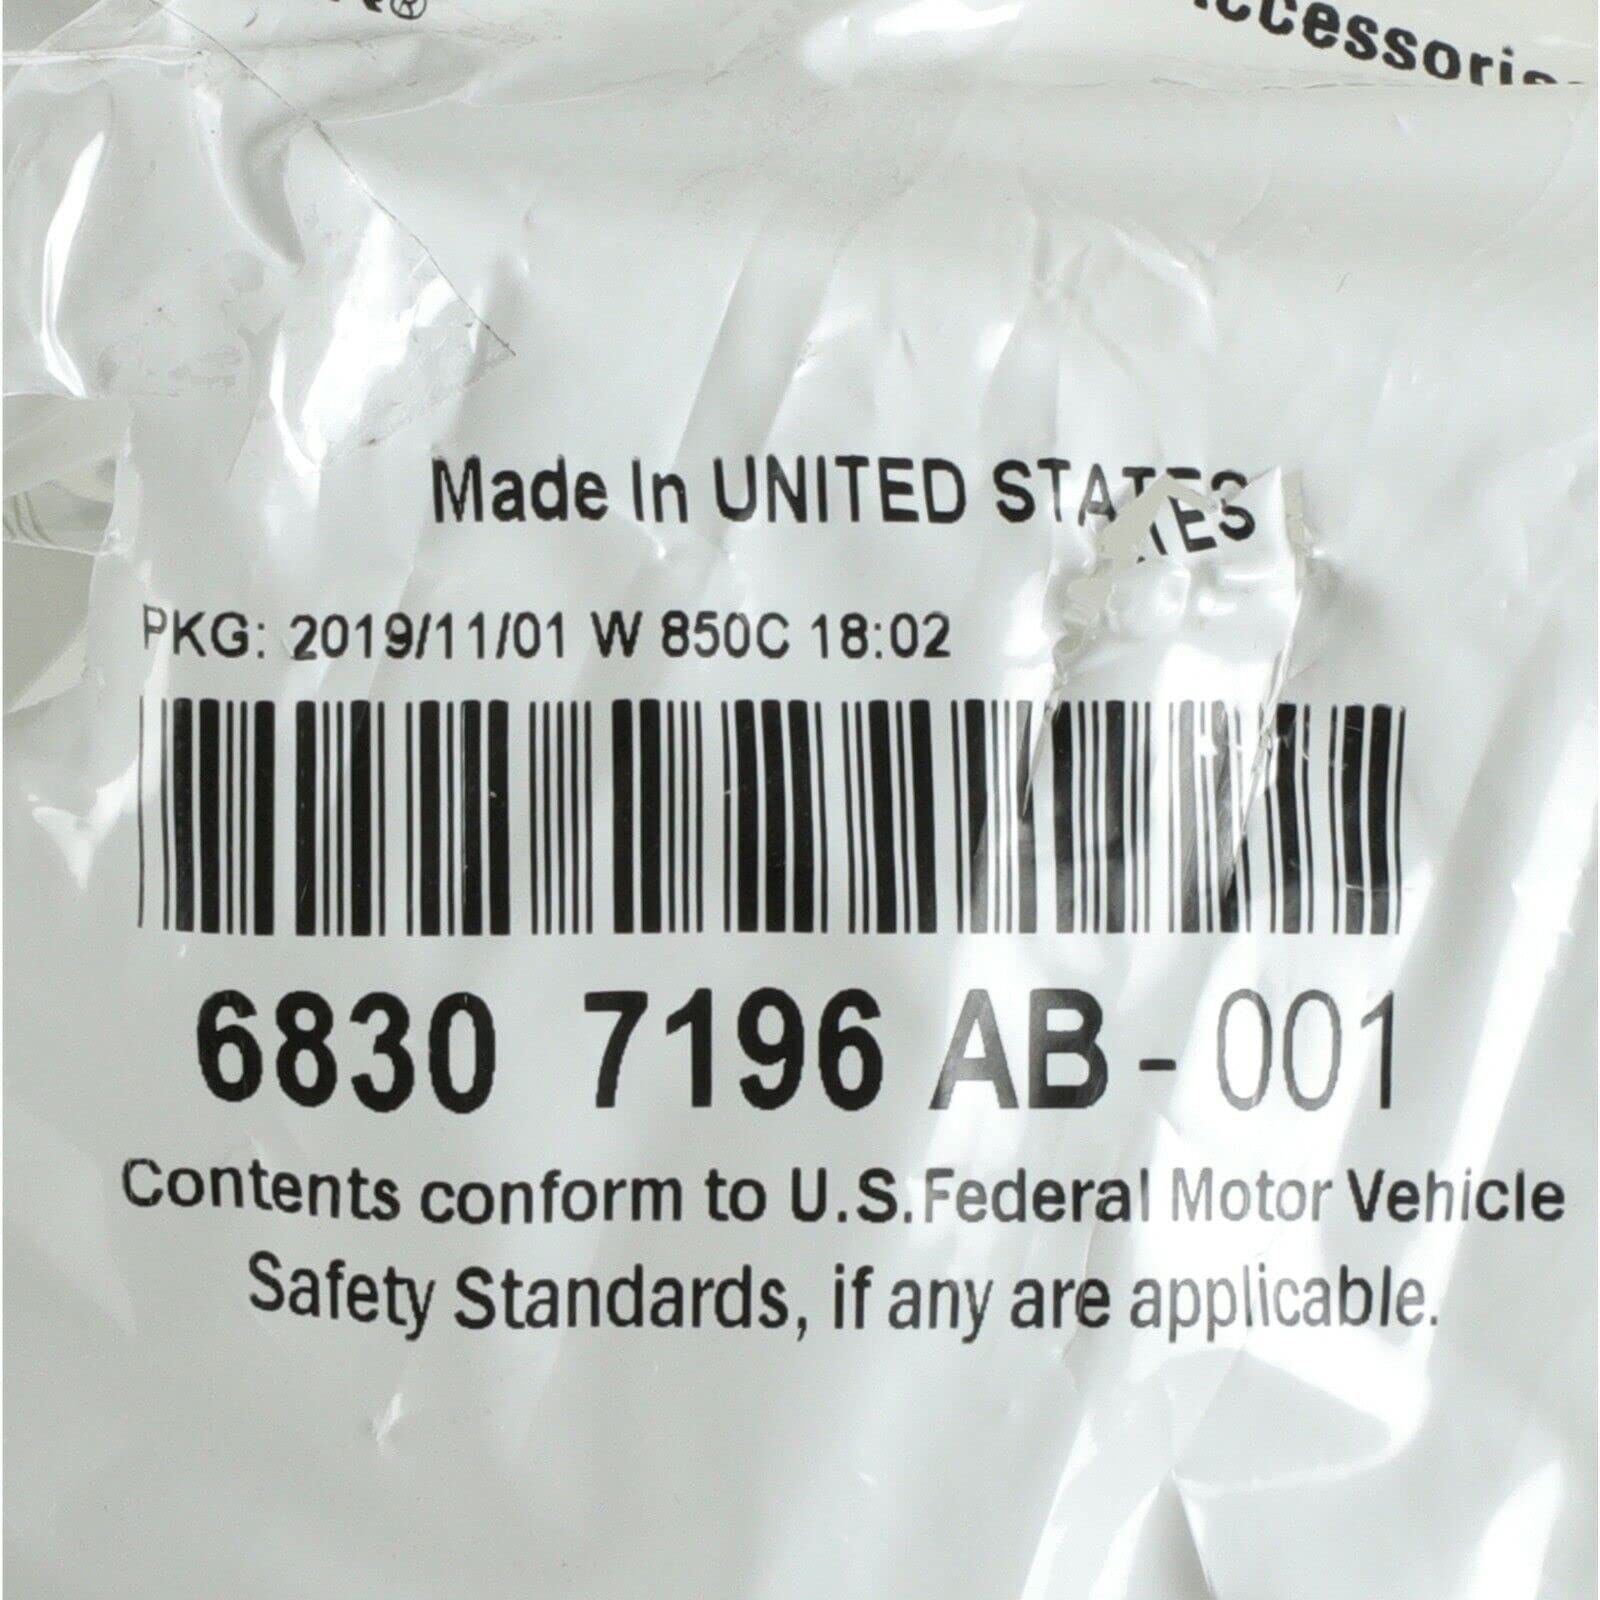 Made In UNITED STATES
PKG: 2019/11/01 W 850C 18:02
6830 7196 AB-001
Contents conform to U.S. Federal Motor Vehicle
Safety Standards, if any are applicable.